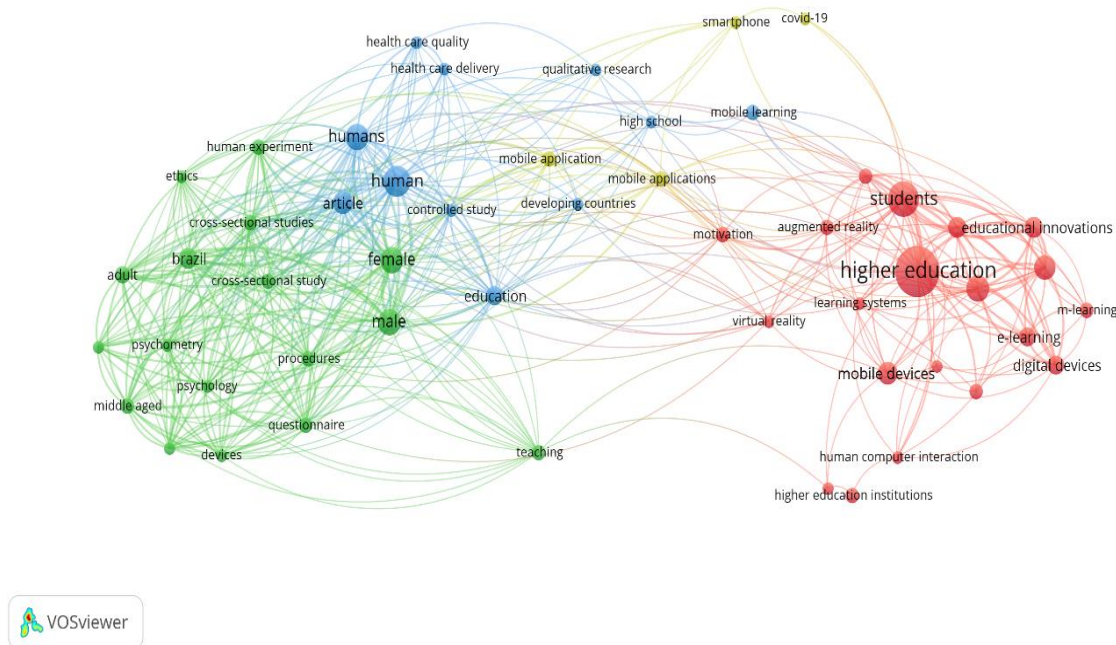 smartphone
covid-19
health care quality
health care delivery
qualitative research
mobile learning
high school
humans
human experiment
mobile application
mobile applications
ethics
human
students
article
controlled study
developing countries
cross-sectional studies
motivation
augmented reality
educational innovations
brazil
female
adult
cross-sectional study
higher education
education
learning systems
m-learning
male
virtual reality
e-learning
psychometry
procedures
digital devices
mobile devices
psychology
middle aged
questionnaire
devices
teaching
human computer interaction
higher education institutions
VOSviewer